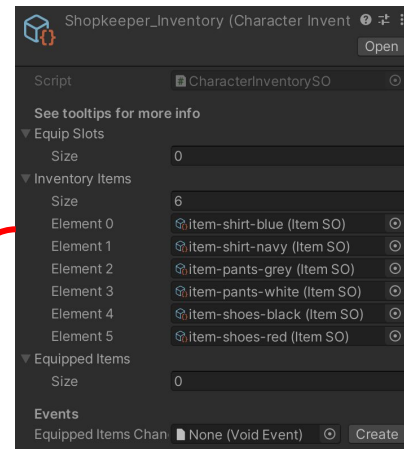 Shopkeeper_Inventory (Character Invent
Open
Script CharacterInventorySO
See tooltips for more info
Equip Slots
Size 0
Inventory Items
Size 6
Element 0 item-shirt-blue (Item SO)
Element 1 item-shirt-navy (Item SO)
Element 2 item-pants-grey (Item SO)
Element 3 item-pants-white (Item SO)
Element 4 item-shoes-black (Item SO)
Element 5 item-shoes-red (Item SO)
Equipped Items
Size 0
Events
Equipped Items Chan None (Void Event) Create